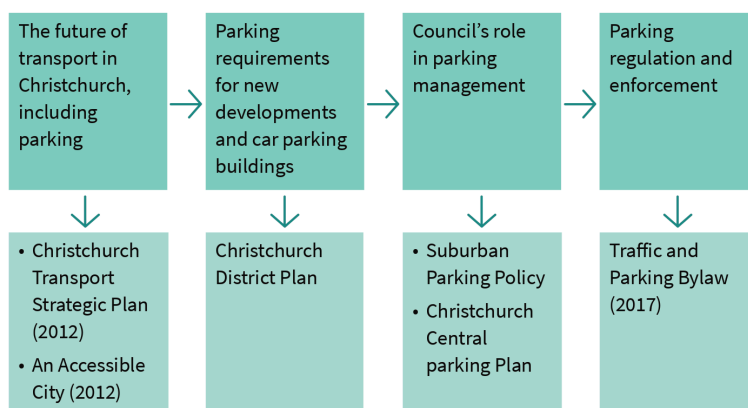 The future of
transport in
Christchurch,
including
parking
Parking
requirements
for new
developments
and car parking
buildings
Council’s role
in parking
management
Parking
regulation and
enforcement
• Christchurch
Transport
Strategic Plan
(2012)
• An Accessible
City (2012)
Christchurch
District Plan
• Suburban
Parking Policy
• Christchurch
Central
parking Plan
Traffic and
Parking Bylaw
(2017)